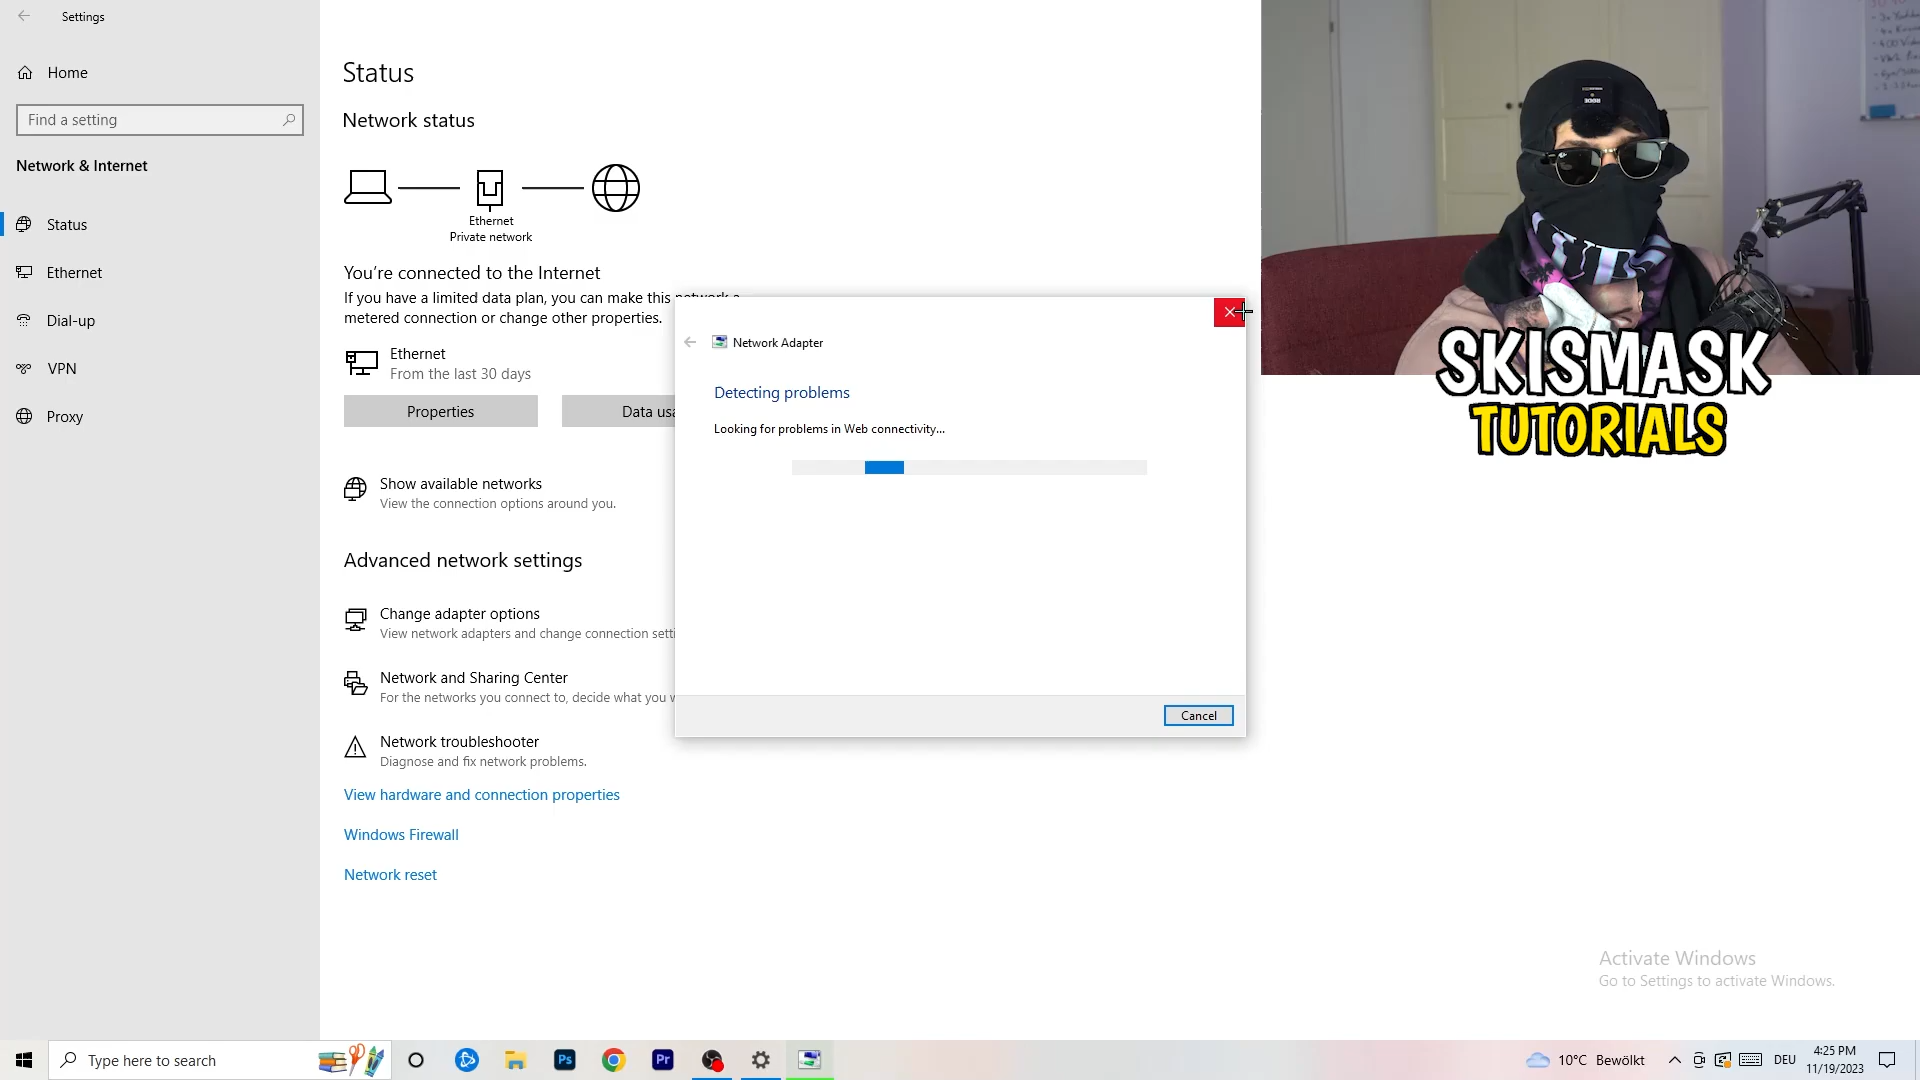 Settings
Home
Find a setting
Network & Internet
Status
Ethernet
Dial-up
VPN
Proxy
Status
Network status
Ethernet
Private network
You're connected to the Internet
If you have a limited data plan, you can make this network a
metered connection or change other properties.
Ethernet
From the last 30 days
Properties
Data usa
Show available networks
View the connection options around you.
Advanced network settings
Change adapter options
View network adapters and change connection setti
Network and Sharing Center
For the networks you connect to, decide what you w
Network troubleshooter
Diagnose and fix network problems.
View hardware and connection properties
Windows Firewall
Network reset
Network Adapter
Detecting problems
Looking for problems in Web connectivity...
Cancel
SKISMASK
TUTORIALS
Activate Windows
Go to Settings to activate Windows.
Type here to search
Ps
Pr
10°C Bewölkt
DEU
4:25 PM
11/19/2023